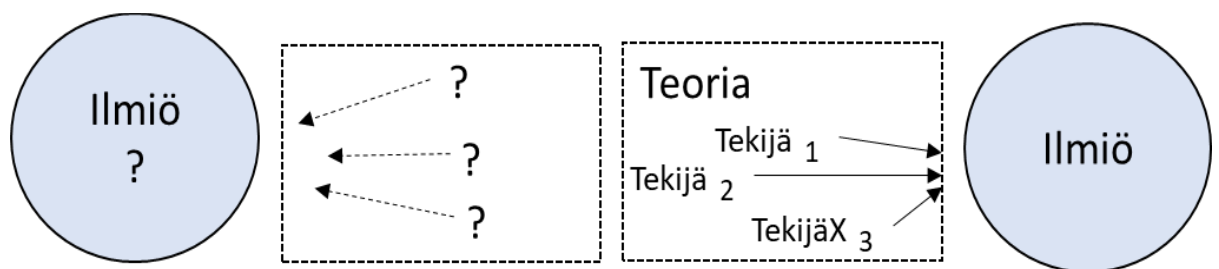 Ilmiö
?
?
?
?
Teoria
Tekijä 1
Tekijä 2
TekijäX 3
Ilmiö